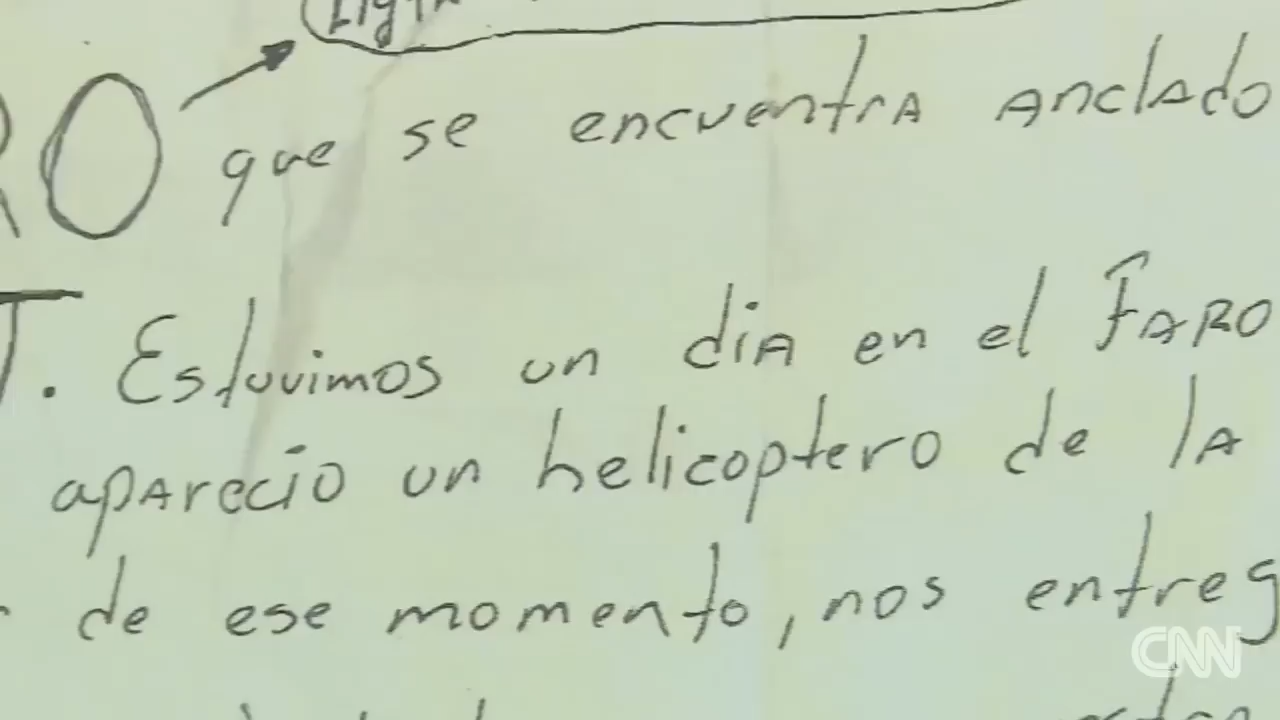 RO que se encuentra anclado
T. Estuvimos un dia en el FARO
aparecio un helicoptero de la
de ese momento, nos entreg
CNN